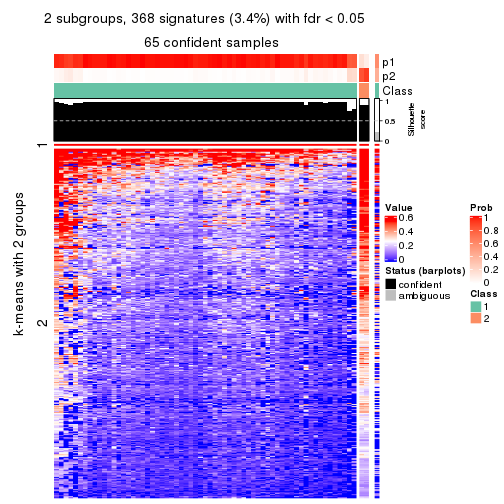 2 subgroups, 368 signatures (3.4%) with fdr < 0.05
65 confident samples
p1
p2
Class
1
0.5
0
Silhouette
score
k-means with 2 groups
1
2
Value
0.6
0.4
0.2
0
Status (barplots)
confident
ambiguous
Prob
1
0.8
0.6
0.4
0.2
0
Class
1
2